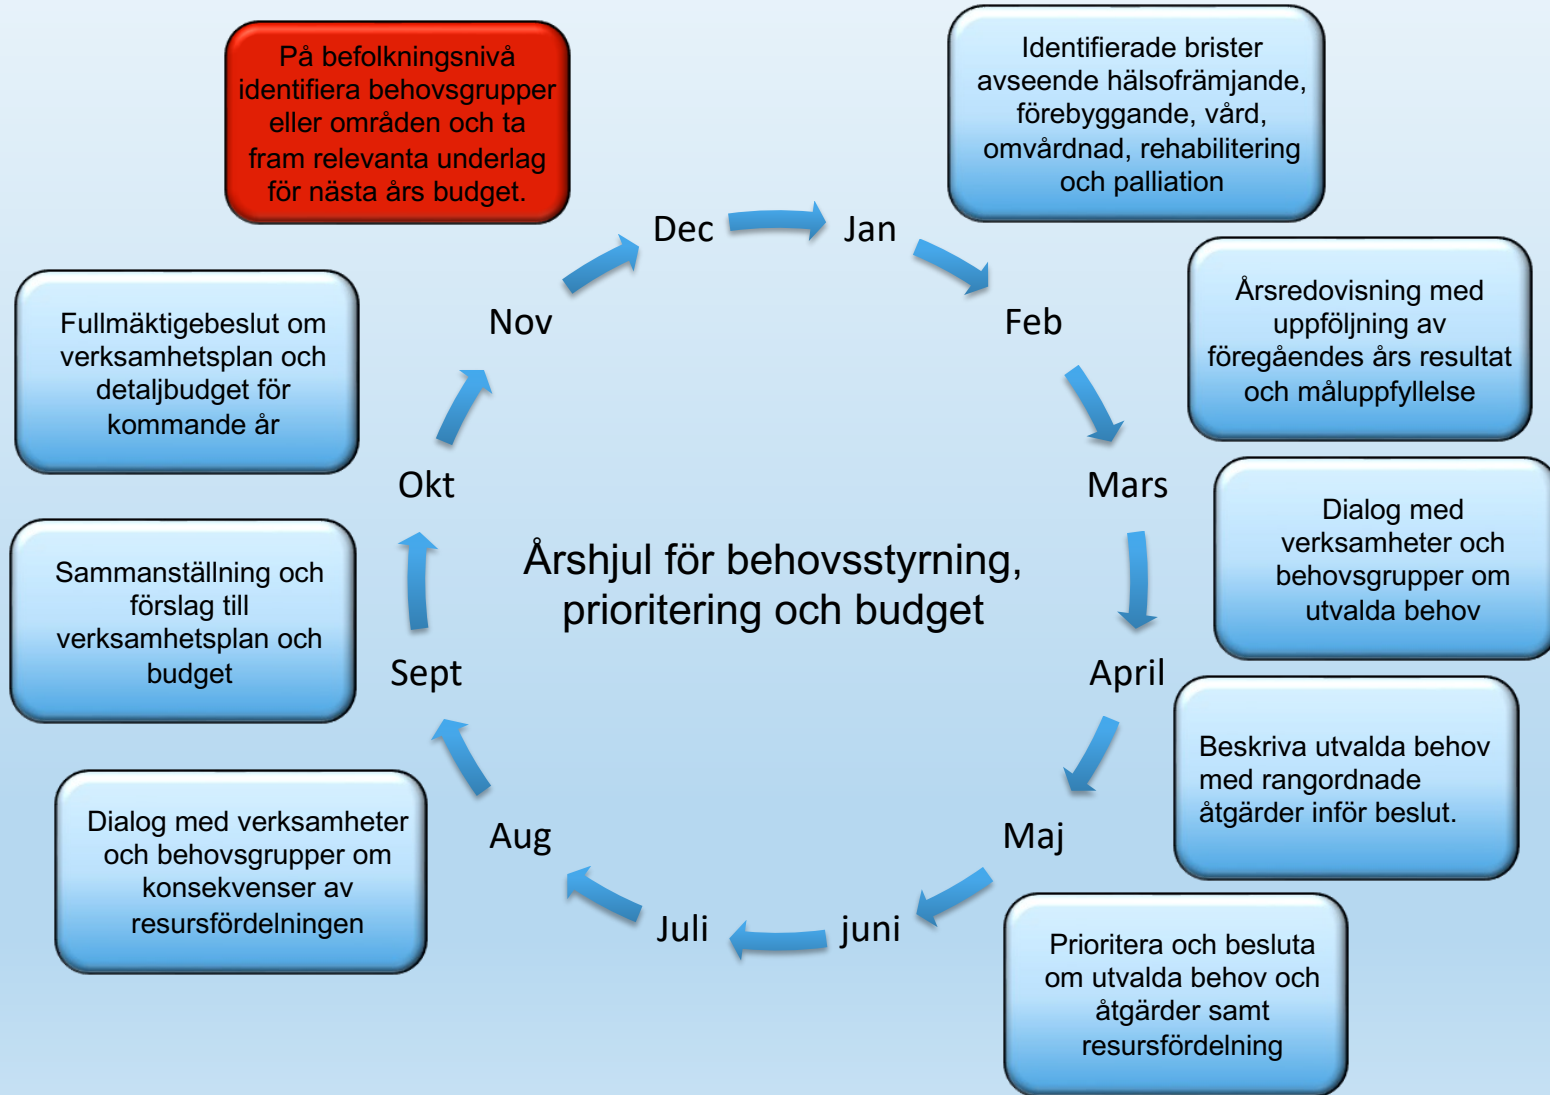 På befolkningsnivå
identifiera behovsgrupper
eller områden och ta
fram relevanta underlag
för nästa års budget.
Identifierade brister
avseende hälsofrämjande,
förebyggande, vård,
omvårdnad, rehabilitering
och palliation
Årsredovisning med
uppföljning av
föregåendes års resultat
och måluppfyllelse
Dialog med
verksamheter och
behovsgrupper om
utvalda behov
Beskriva utvalda behov
med rangordnade
åtgärder inför beslut.
Prioritera och besluta
om utvalda behov och
åtgärder samt
resursfördelning
Dialog med verksamheter
och behovsgrupper om
konsekvenser av
resursfördelningen
Sammanställning och
förslag till
verksamhetsplan och
budget
Fullmäktigebeslut om
verksamhetsplan och
detaljbudget för
kommande år
Jan
Feb
Mars
April
Maj
juni
Juli
Aug
Sept
Okt
Nov
Dec
Årshjul för behovsstyrning,
prioritering och budget